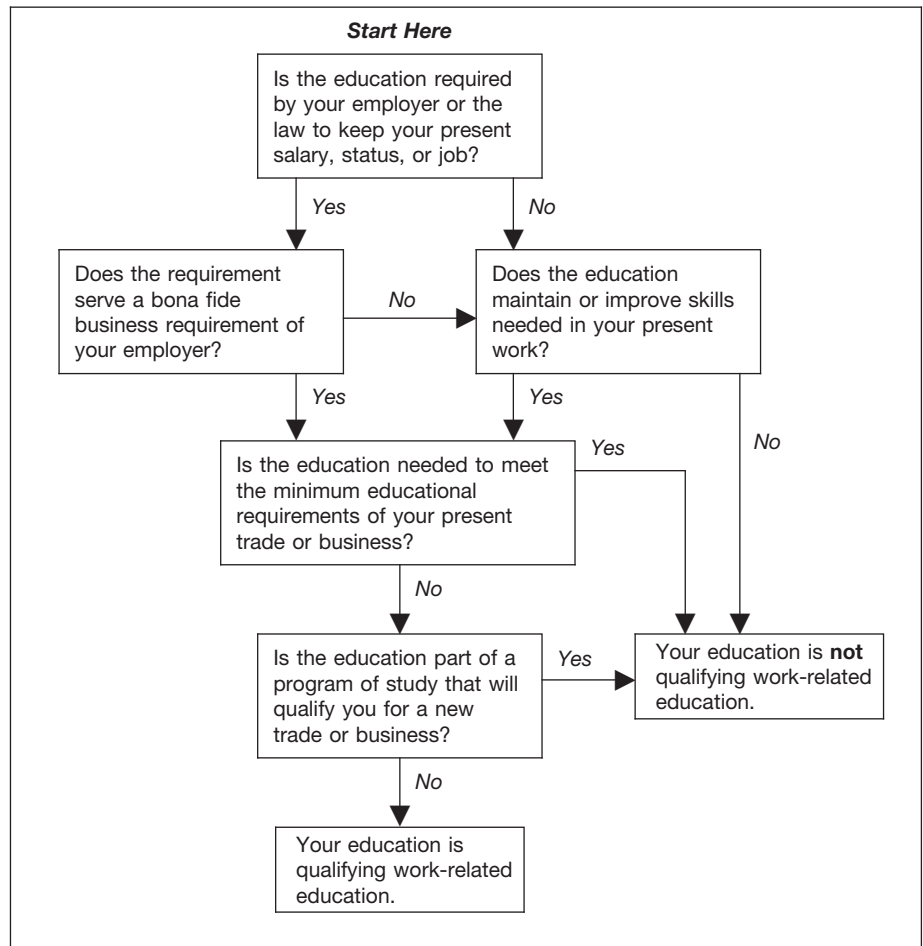 Start Here
Is the education required
by your employer or the
law to keep your present
salary, status, or job?
Yes
No
Does the requirement
serve a bona fide
business requirement of
your employer?
No
Does the education
maintain or improve skills
needed in your present
work?
Yes
Yes
No
Is the education needed to meet
the minimum educational
requirements of your present
trade or business?
Yes
No
Is the education part of a
program of study that will
qualify you for a new
trade or business?
Yes
Your education is not
qualifying work-related
education.
No
Your education is
qualifying work-related
education.